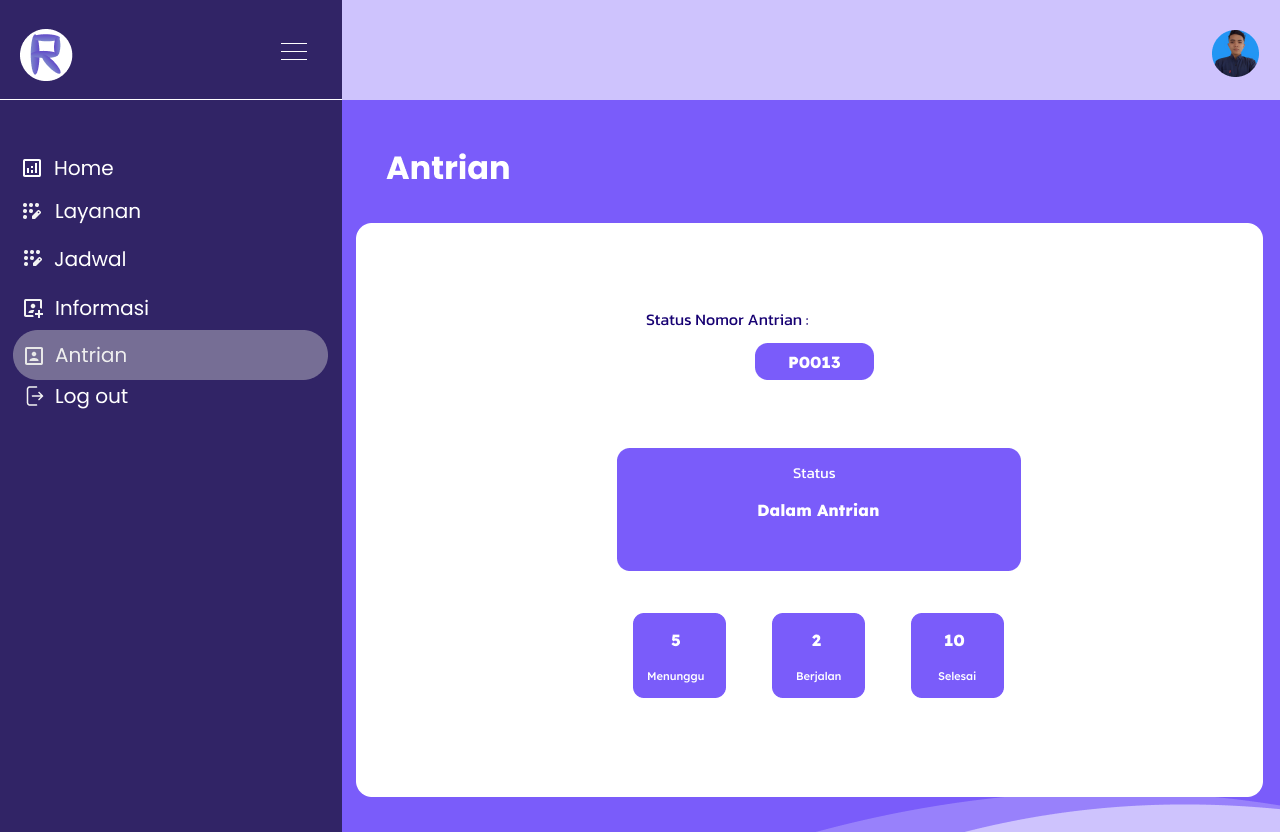 R
Home
Layanan
Jadwal
Informasi
Antrian
Log out
Antrian
Status Nomor Antrian :
P0013
Status
Dalam Antrian
5
Menunggu
2
Berjalan
10
Selesai